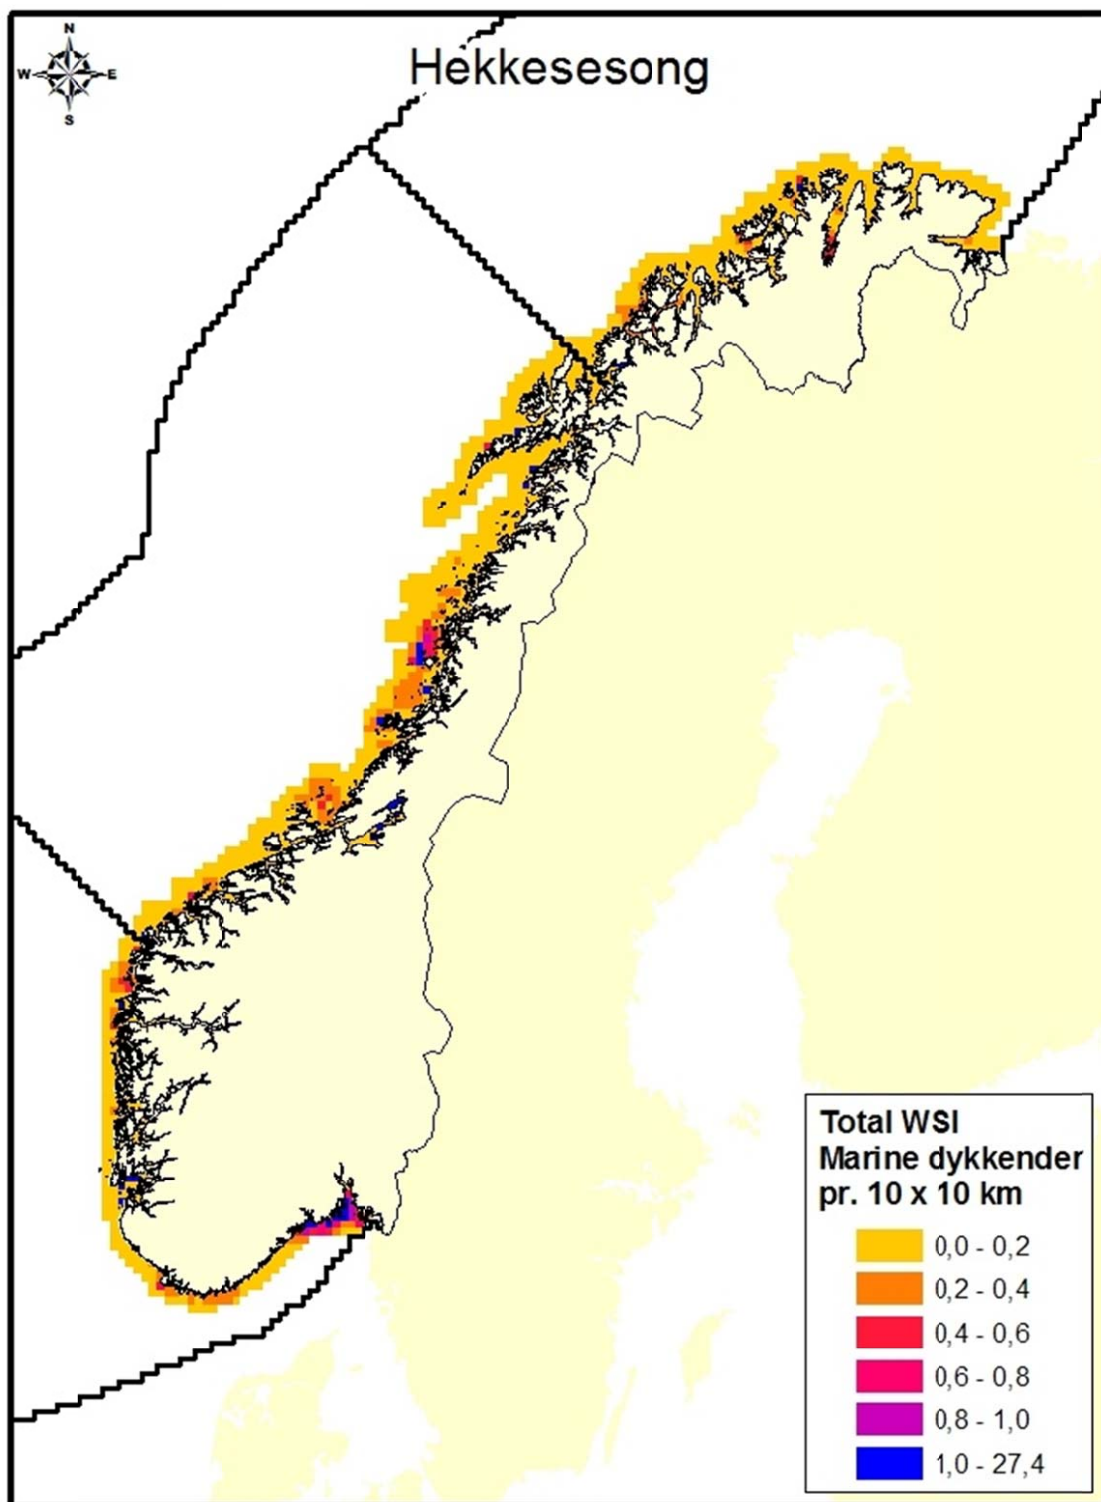 N
W E
S
Hekkesesong
Total WSI
Marine dykkender
pr. 10 x 10 km
0,0 - 0,2
0,2 - 0,4
0,4 - 0,6
0,6 - 0,8
0,8 - 1,0
1,0 - 27,4